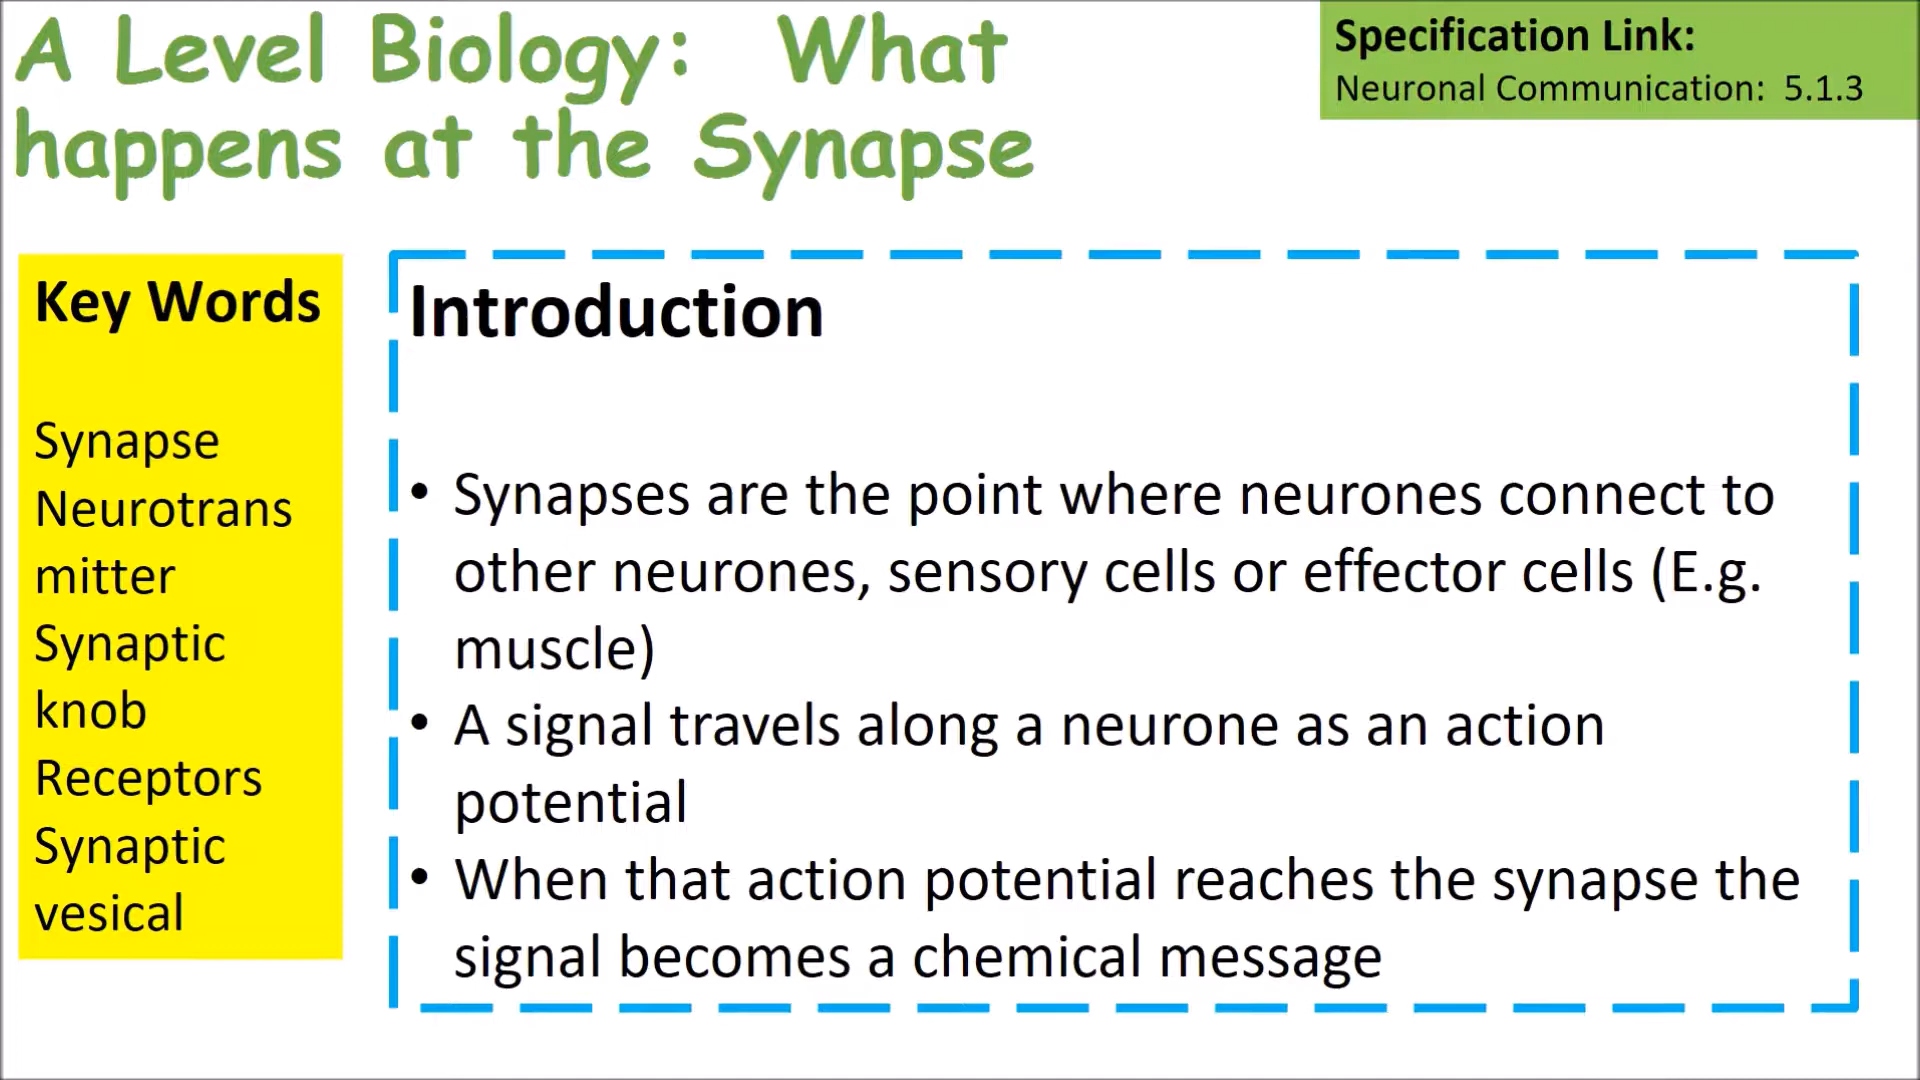 A Level Biology: What
happens at the Synapse
Specification Link:
Neuronal Communication: 5.1.3
Key Words
Synapse
Neurotrans
mitter
Synaptic
knob
Receptors
Synaptic
vesical
Introduction
• Synapses are the point where neurones connect to
other neurones, sensory cells or effector cells (E.g.
muscle)
• A signal travels along a neurone as an action
potential
• When that action potential reaches the synapse the
signal becomes a chemical message